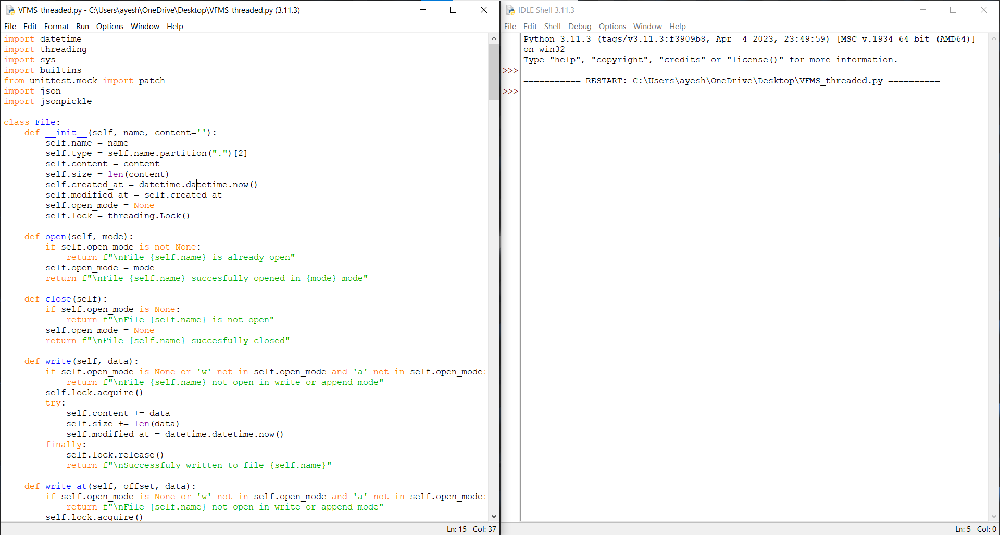 VFMS_threaded.py - C:\Users\ayesh\OneDrive\Desktop\VFMS_threaded.py (3.11.3)
File Edit Format Run Options Window Help
import datetime
import threading
import sys
import builtins
from unittest.mock import patch
import json
import jsonpickle

class File:
    def __init__(self, name, content=''):
        self.name = name
        self.type = self.name.partition(".")[2]
        self.content = content
        self.size = len(content)
        self.created_at = datetime.datetime.now()
        self.modified_at = self.created_at
        self.open_mode = None
        self.lock = threading.Lock()

    def open(self, mode):
        if self.open_mode is not None:
            return f"\nFile {self.name} is already open"
        self.open_mode = mode
        return f"\nFile {self.name} succesfully opened in {mode} mode"

    def close(self):
        if self.open_mode is None:
            return f"\nFile {self.name} is not open"
        self.open_mode = None
        return f"\nFile {self.name} succesfully closed"

    def write(self, data):
        if self.open_mode is None or 'w' not in self.open_mode and 'a' not in self.open_mode:
            return f"\nFile {self.name} not open in write or append mode"
        self.lock.acquire()
        try:
            self.content += data
            self.size += len(data)
            self.modified_at = datetime.datetime.now()
        finally:
            self.lock.release()
            return f"\nSuccessfuly written to file {self.name}"

    def write_at(self, offset, data):
        if self.open_mode is None or 'w' not in self.open_mode and 'a' not in self.open_mode:
            return f"\nFile {self.name} not open in write or append mode"
        self.lock.acquire()
Ln: 15 Col: 37
IDLE Shell 3.11.3
File Edit Shell Debug Options Window Help
Python 3.11.3 (tags/v3.11.3:f3909b8, Apr  4 2023, 23:49:59) [MSC v.1934 64 bit (AMD64)]
on win32
Type "help", "copyright", "credits" or "license()" for more information.
>>>
=========== RESTART: C:\Users\ayesh\OneDrive\Desktop\VFMS_threaded.py ==========
>>>
Ln: 5 Col: 0